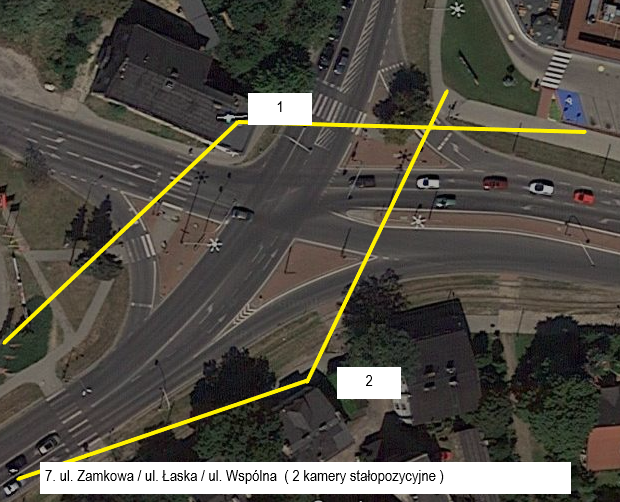 1
2
7. ul. Zamkowa / ul. Łaska / ul. Wspólna ( 2 kamery stałopozycyjne )